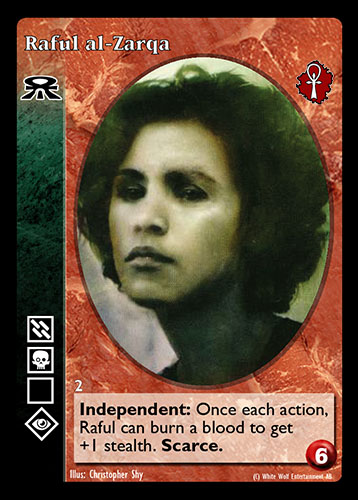 Raful al-Zarqa
2
Independent: Once each action,
Raful can burn a blood to get
+1 stealth. Scarce.
6
Illus: Christopher Shy
(C) White Wolf Entertainment AB